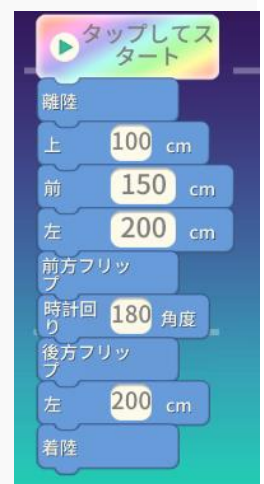 タップしてス
タート
離陸
上 100 cm
前 150 cm
左 200 cm
前方フリッ
プ
時計回
り 180 角度
後方フリッ
プ
左 200 cm
着陸